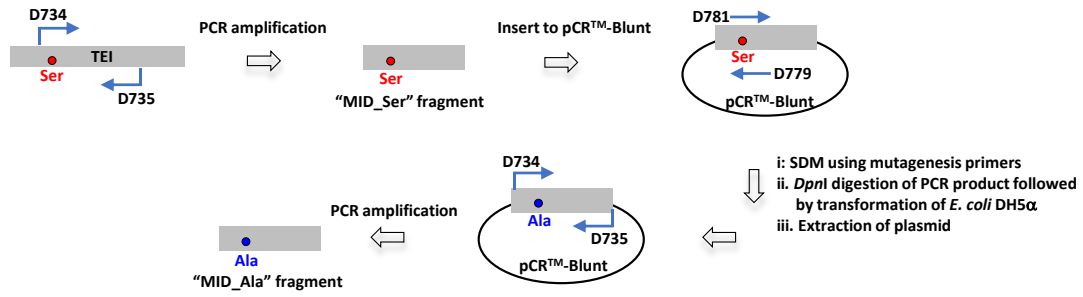 D734
PCR amplification
TEI
Ser
D735
Ser
"MID_Ser" fragment
Insert to pCR™-Blunt
D781
Ser
D779
pCR™-Blunt
i: SDM using mutagenesis primers
ii. DpnI digestion of PCR product followed
by transformation of E. coli DH5α
iii. Extraction of plasmid
D734
Ala
D735
pCR™-Blunt
PCR amplification
Ala
"MID_Ala" fragment